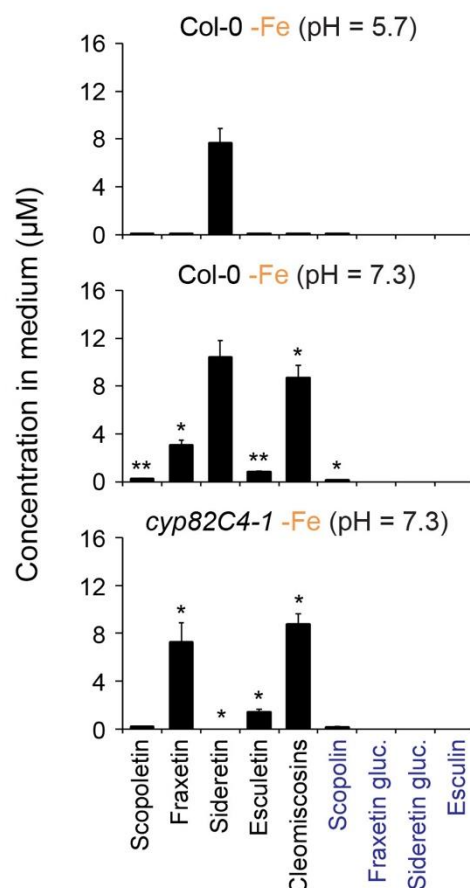 Concentration in medium (µM)
Col-0 -Fe (pH = 5.7)
16
12
8
4
0
Col-0 -Fe (pH = 7.3)
16
12
8
4
0
**
*
**
*
*
cyp82C4-1 -Fe (pH = 7.3)
16
12
8
4
0
*
*
*
*
Scopoletin
Fraxetin
Sideretin
Esculetin
Cleomiscosins
Scopolin
Fraxetin gluc.
Sideretin gluc.
Esculin